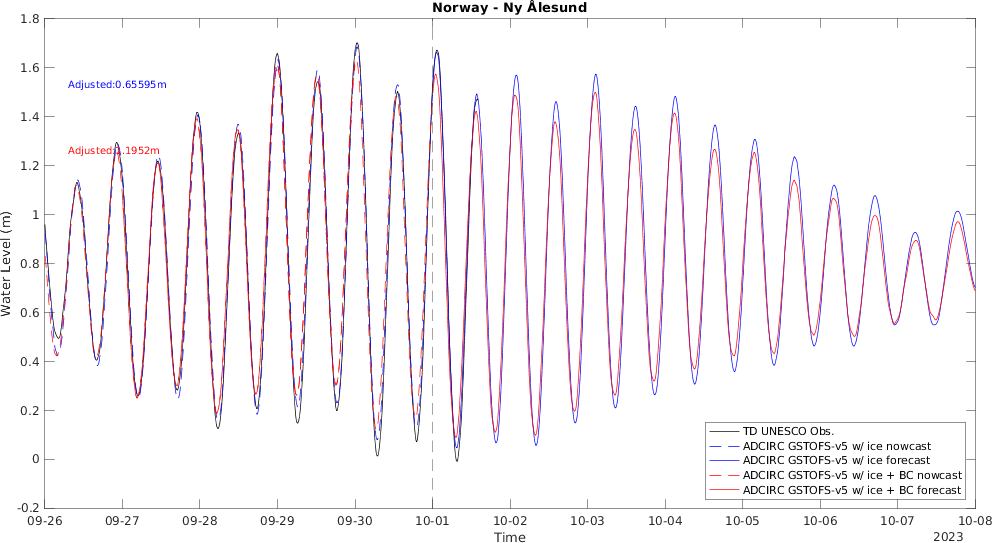 Norway - Ny Ålesund
1.8
1.6
1.4
1.2
1
0.8
0.6
0.4
0.2
0
-0.2
Water Level (m)
Adjusted:0.65595m
Adjusted:1.1952m
TD UNESCO Obs.
ADCIRC GSTOFS-v5 w/ ice nowcast
ADCIRC GSTOFS-v5 w/ ice forecast
ADCIRC GSTOFS-v5 w/ ice + BC nowcast
ADCIRC GSTOFS-v5 w/ ice + BC forecast
09-26 09-27 09-28 09-29 09-30 10-01 10-02 10-03 10-04 10-05 10-06 10-07 10-08
Time
2023